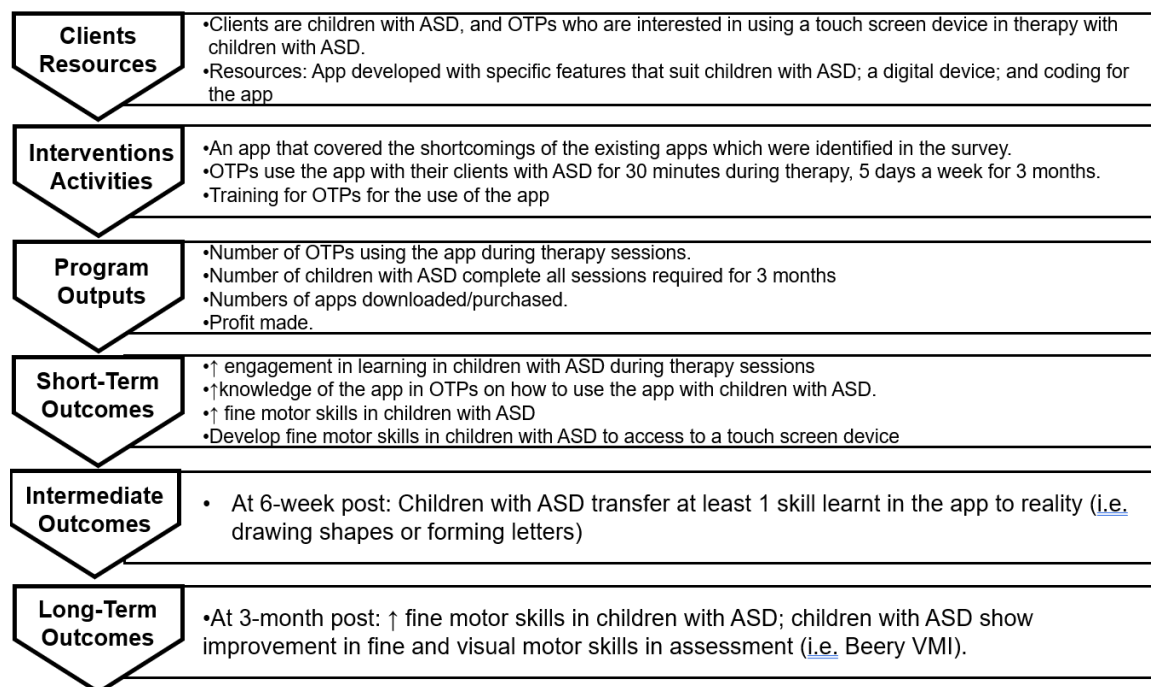 Clients
Resources
•Clients are children with ASD, and OTPs who are interested in using a touch screen device in therapy with
children with ASD.
•Resources: App developed with specific features that suit children with ASD; a digital device; and coding for
the app
Interventions
Activities
•An app that covered the shortcomings of the existing apps which were identified in the survey.
•OTPs use the app with their clients with ASD for 30 minutes during therapy, 5 days a week for 3 months.
•Training for OTPs for the use of the app
Program
Outputs
•Number of OTPs using the app during therapy sessions.
•Number of children with ASD complete all sessions required for 3 months
•Numbers of apps downloaded/purchased.
•Profit made.
Short-Term
Outcomes
•↑ engagement in learning in children with ASD during therapy sessions
•↑knowledge of the app in OTPs on how to use the app with children with ASD.
•↑ fine motor skills in children with ASD
•Develop fine motor skills in children with ASD to access to a touch screen device
Intermediate
Outcomes
• At 6-week post: Children with ASD transfer at least 1 skill learnt in the app to reality (i.e.
drawing shapes or forming letters)
Long-Term
Outcomes
•At 3-month post: ↑ fine motor skills in children with ASD; children with ASD show
improvement in fine and visual motor skills in assessment (i.e. Beery VMI).